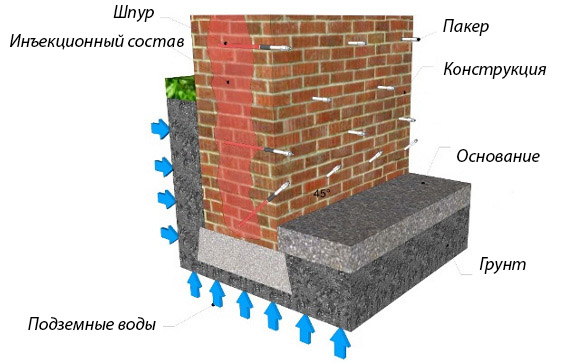 Шпур
Инъекционный состав
Пакер
Конструкция
Основание
45°
Грунт
Подземные воды